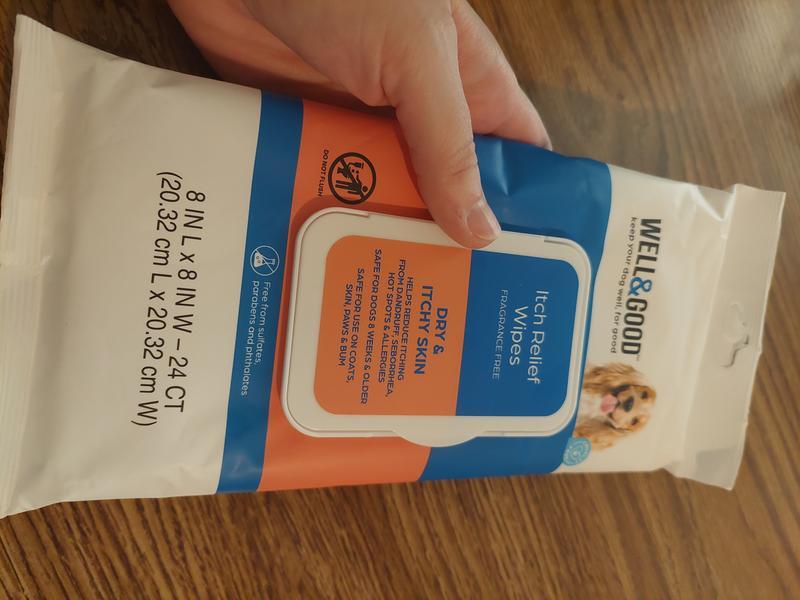 WELL&GOOD™
keep your dog well, for good
Itch Relief
Wipes
FRAGRANCE FREE
DRY &
ITCHY SKIN
HELPS REDUCE ITCHING
FROM DANDRUFF, SEBORRHEA,
HOT SPOTS & ALLERGIES
SAFE FOR DOGS 8 WEEKS & OLDER
SAFE FOR USE ON COATS,
SKIN, PAWS & BUM
DO NOT FLUSH
Free from sulfates,
parabens and phthalates
8 IN L x 8 IN W – 24 CT
(20.32 cm L x 20.32 cm W)